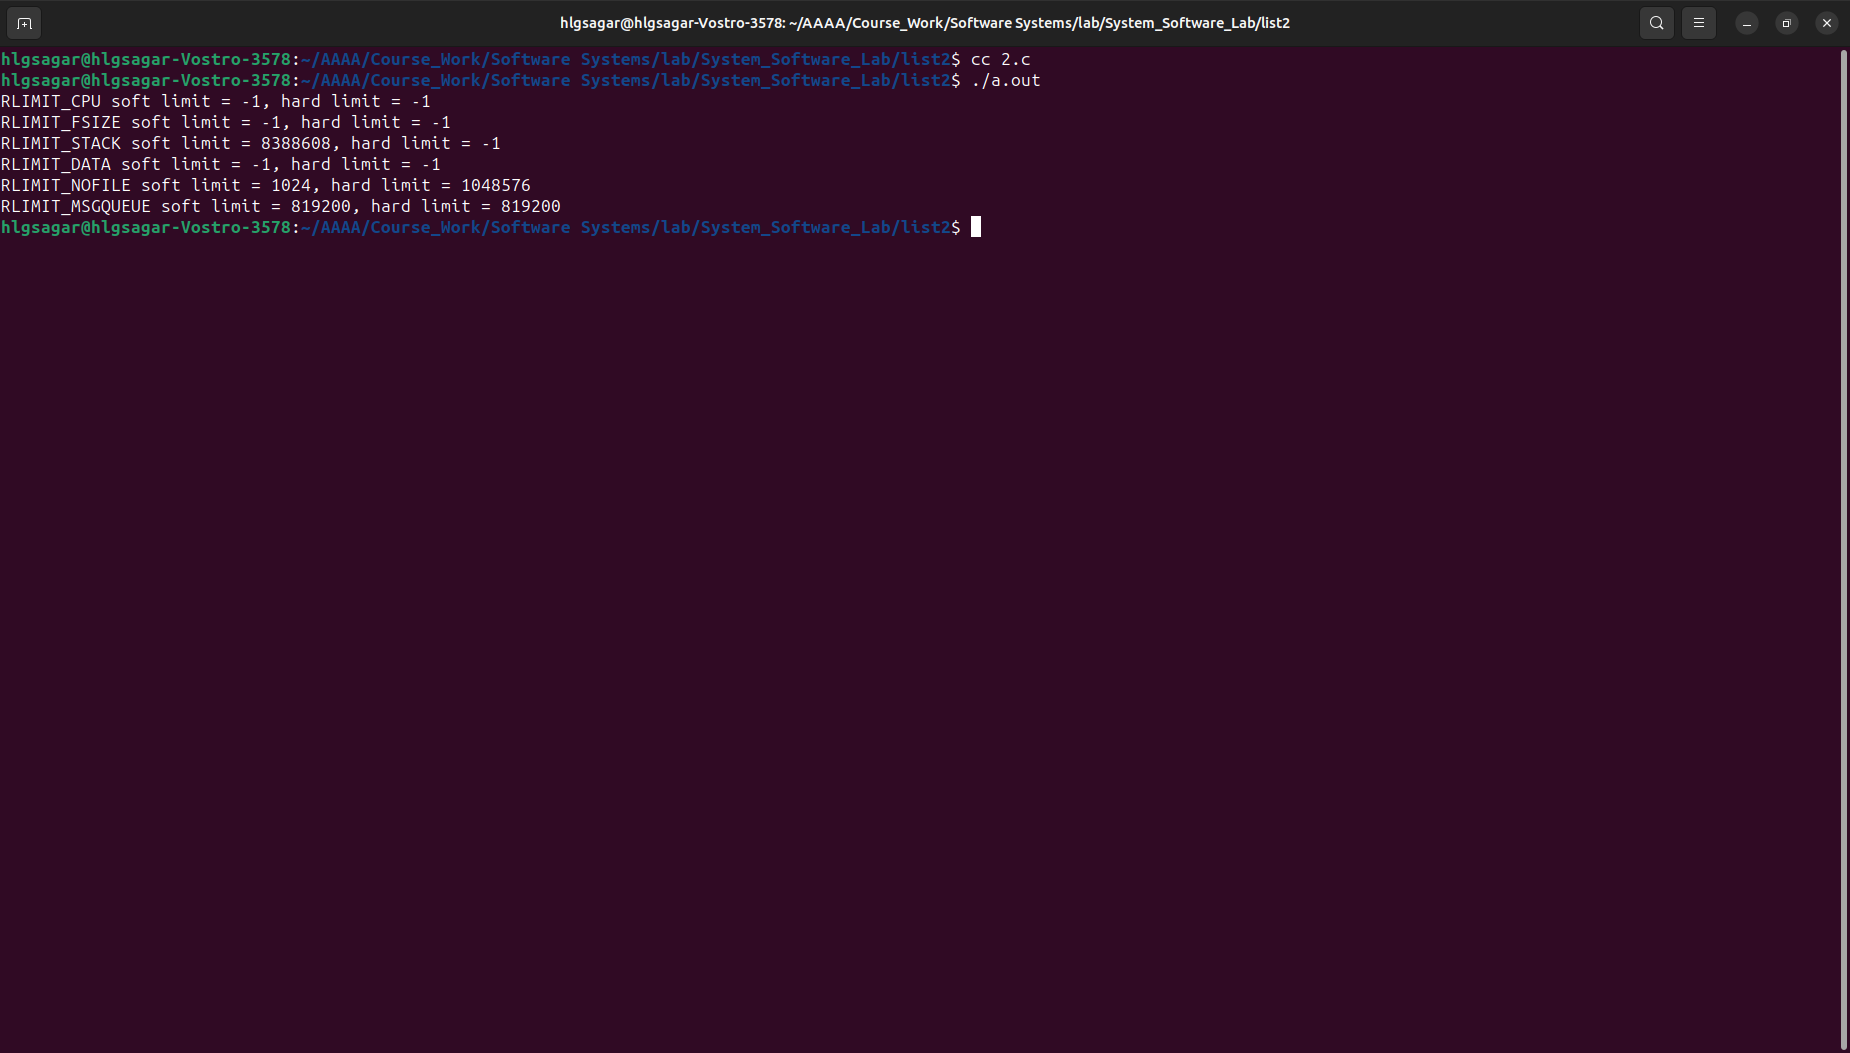 hlgsagar@hlgsagar-Vostro-3578: ~/AAAA/Course_Work/Software Systems/lab/System_Software_Lab/list2
hlgsagar@hlgsagar-Vostro-3578:~/AAAA/Course_Work/Software Systems/lab/System_Software_Lab/list2$ cc 2.c
hlgsagar@hlgsagar-Vostro-3578:~/AAAA/Course_Work/Software Systems/lab/System_Software_Lab/list2$ ./a.out
RLIMIT_CPU soft limit = -1, hard limit = -1
RLIMIT_FSIZE soft limit = -1, hard limit = -1
RLIMIT_STACK soft limit = 8388608, hard limit = -1
RLIMIT_DATA soft limit = -1, hard limit = -1
RLIMIT_NOFILE soft limit = 1024, hard limit = 1048576
RLIMIT_MSGQUEUE soft limit = 819200, hard limit = 819200
hlgsagar@hlgsagar-Vostro-3578:~/AAAA/Course_Work/Software Systems/lab/System_Software_Lab/list2$